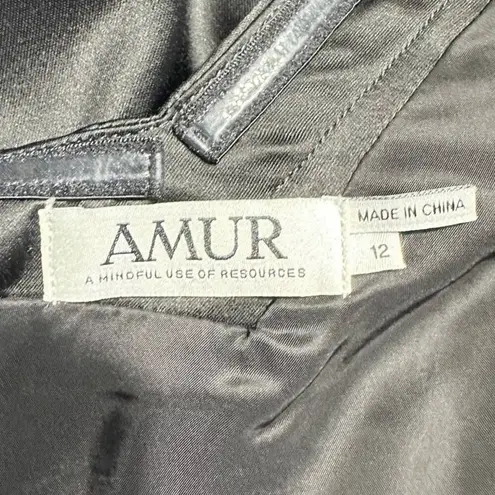 AMUR
A MINDFUL USE OF RESOURCES
MADE IN CHINA
12